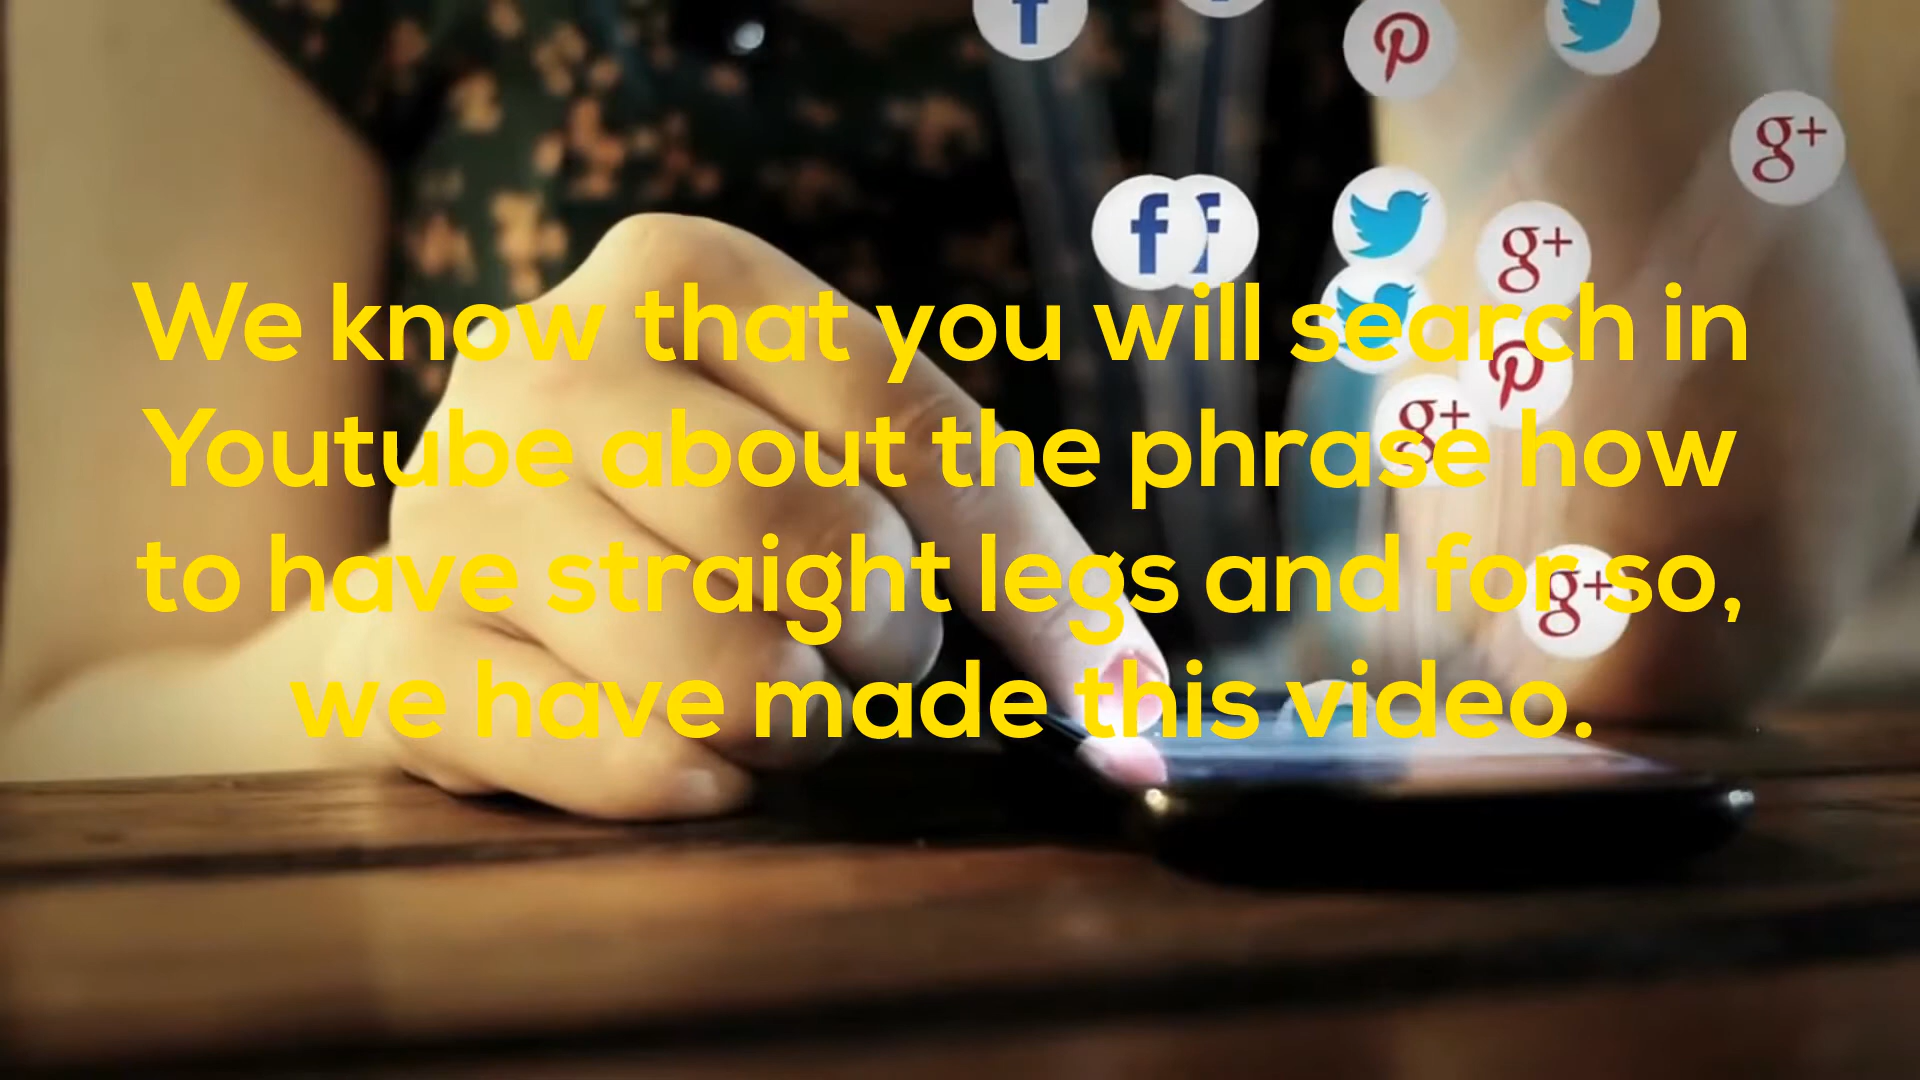 We know that you will search in
Youtube about the phrase how
to have straight legs and for so,
we have made this video.